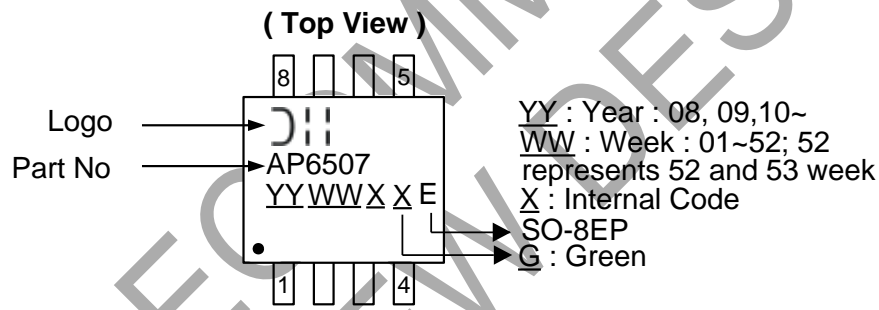 ( Top View )
8 5
Logo
Part No
AP6507
YY WW X X E
1 4
YY : Year : 08, 09,10~
WW : Week : 01~52; 52
represents 52 and 53 week
X : Internal Code
SO-8EP
G : Green